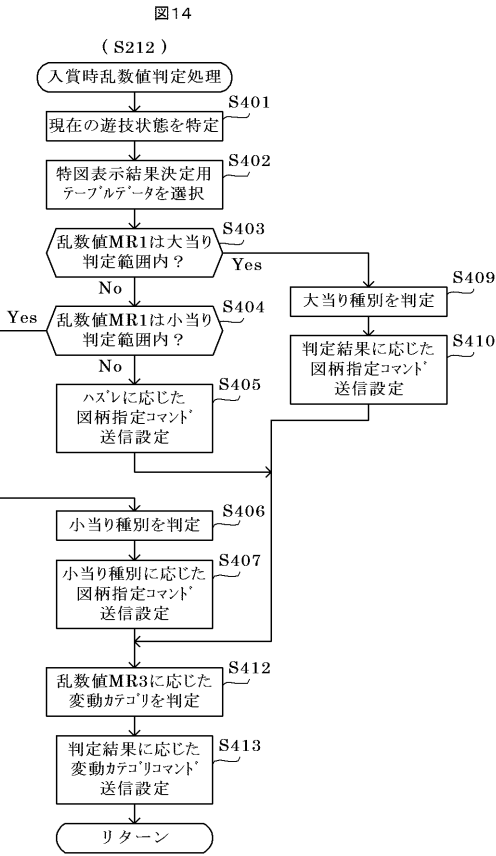 図14
(S212)
入賞時乱数値判定処理
S401
現在の遊技状態を特定
S402
特図表示結果決定用
ﾃｰﾌﾞﾙﾃﾞｰﾀを選択
S403
乱数値MR1は大当り
判定範囲内？
Yes
No
S404
Yes
乱数値MR1は小当り
判定範囲内？
No
S405
ﾊｽﾞﾚに応じた
図柄指定ｺﾏﾝﾄﾞ
送信設定
S409
大当り種別を判定
S410
判定結果に応じた
図柄指定ｺﾏﾝﾄﾞ
送信設定
S406
小当り種別を判定
S407
小当り種別に応じた
図柄指定ｺﾏﾝﾄﾞ
送信設定
S412
乱数値MR3に応じた
変動ｶﾃｺﾞﾘを判定
S413
判定結果に応じた
変動ｶﾃｺﾞﾘｺﾏﾝﾄﾞ
送信設定
リターン